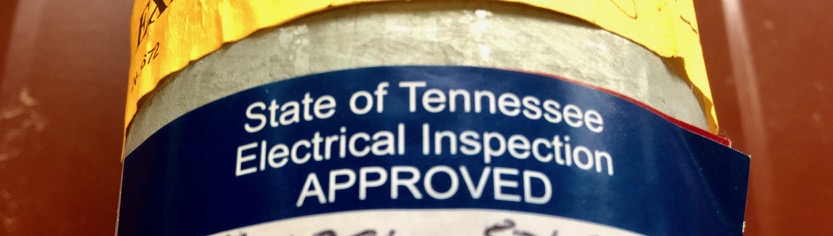 State of Tennessee
Electrical Inspection
APPROVED